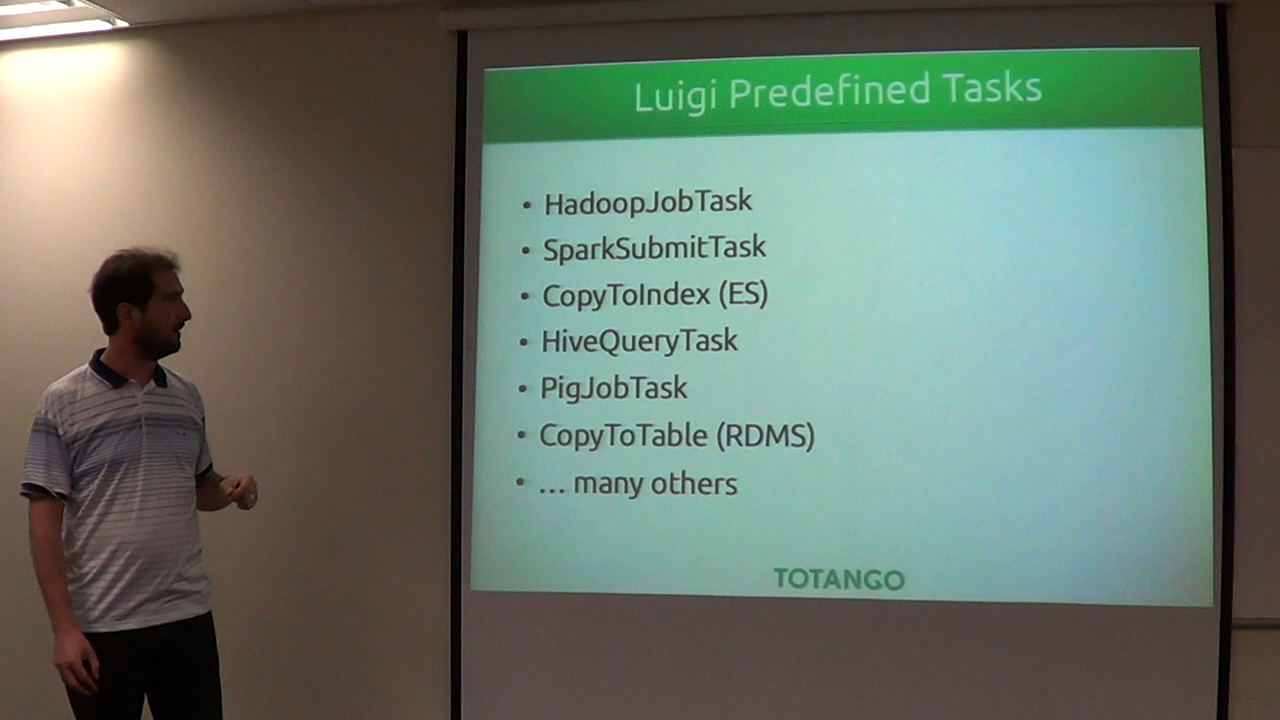 Luigi Predefined Tasks
• HadoopJobTask
• SparkSubmitTask
• CopyToIndex (ES)
• HiveQueryTask
• PigJobTask
• CopyToTable (RDMS)
• ... many others
TOTANGO